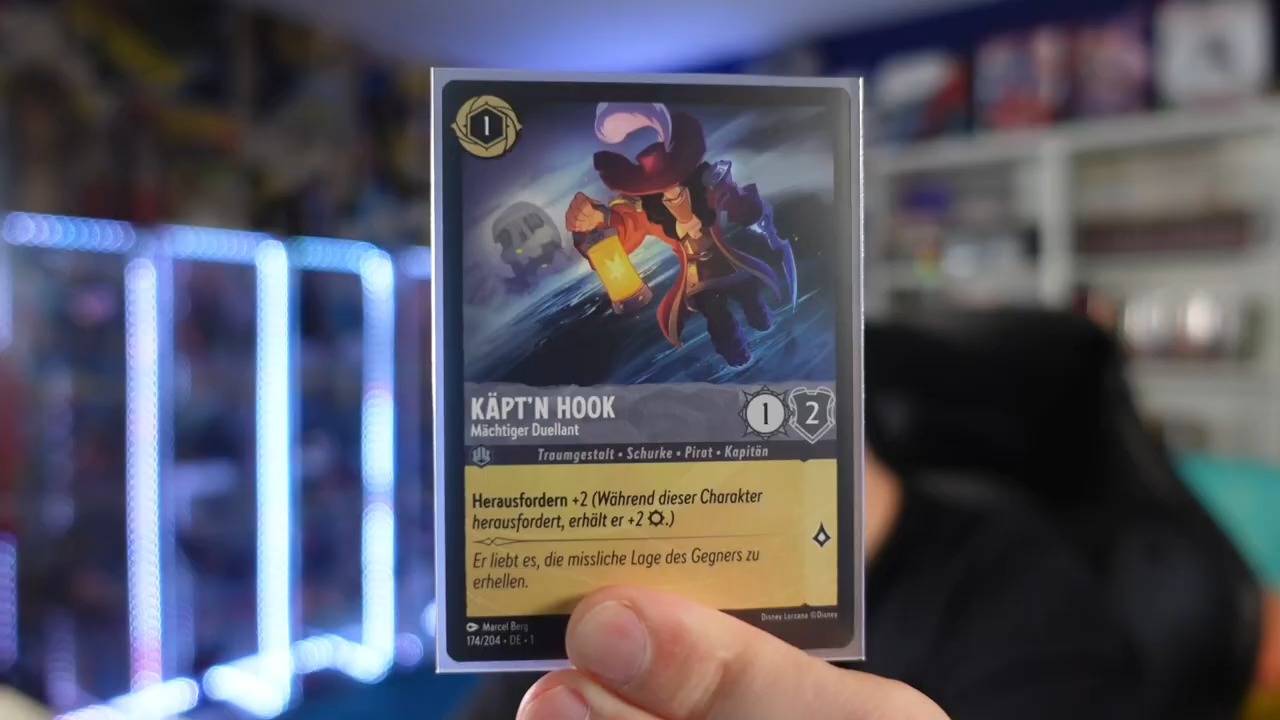 1
KÄPT'N HOOK
Mächtiger Duellant
1 2
Traumgestalt • Schurke • Pirat • Kapitän
Herausfordern +2 (Während dieser Charakter
herausfordert, erhält er +2 .)
Er liebt es, die missliche Lage des Gegners zu
erhellen.
Marcel Berg
174/204 • DE • 1
Disney Lorcana ©Disney